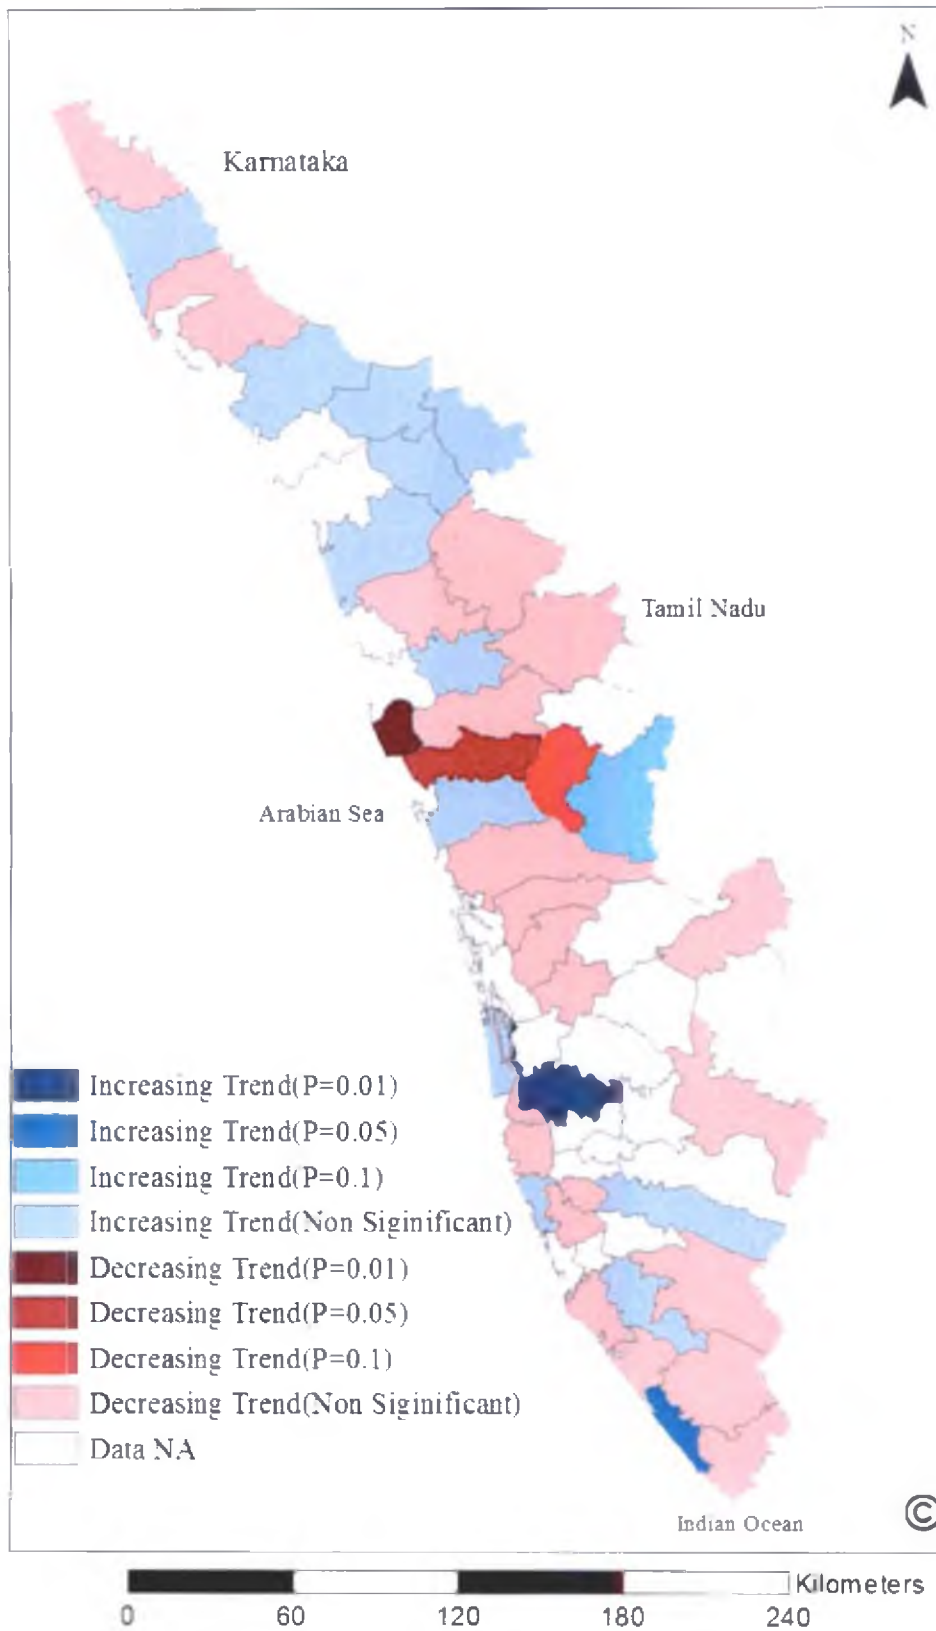 N
Karnataka
Tamil Nadu
Arabian Sea
Increasing Trend(P=0.01)
Increasing Trend(P=0.05)
Increasing Trend(P=0.1)
Increasing Trend(Non Siginificant)
Decreasing Trend(P=0.01)
Decreasing Trend(P=0.05)
Decreasing Trend(P=0.1)
Decreasing Trend(Non Siginificant)
Data NA
Indian Ocean
©
Kilometers
0 60 120 180 240